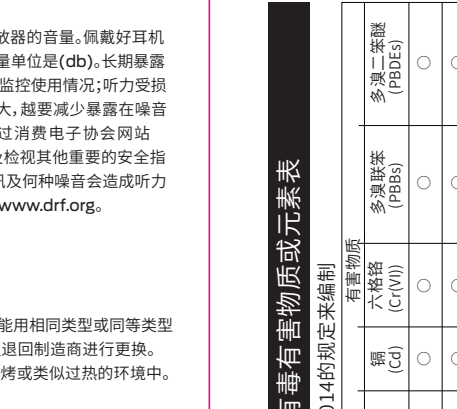 放器的音量。佩戴好耳机
量单位是(db)。长期暴露
监控使用情况;听力受损
大,越要减少暴露在噪音
过消费电子协会网站
及检视其他重要的安全指
讯及何种噪音会造成听力
www.drf.org。
能用相同类型或同等类型
退回制造商进行更换。
烤或类似过热的环境中。
有毒有害物质或元素表
014的规定来编制
有害物质
镉
(Cd)
六格铬
(Cr(VI))
多溴联苯
(PBBs)
多溴二苯醚
(PBDEs)
○ ○ ○ ○
○ ○ ○ ○